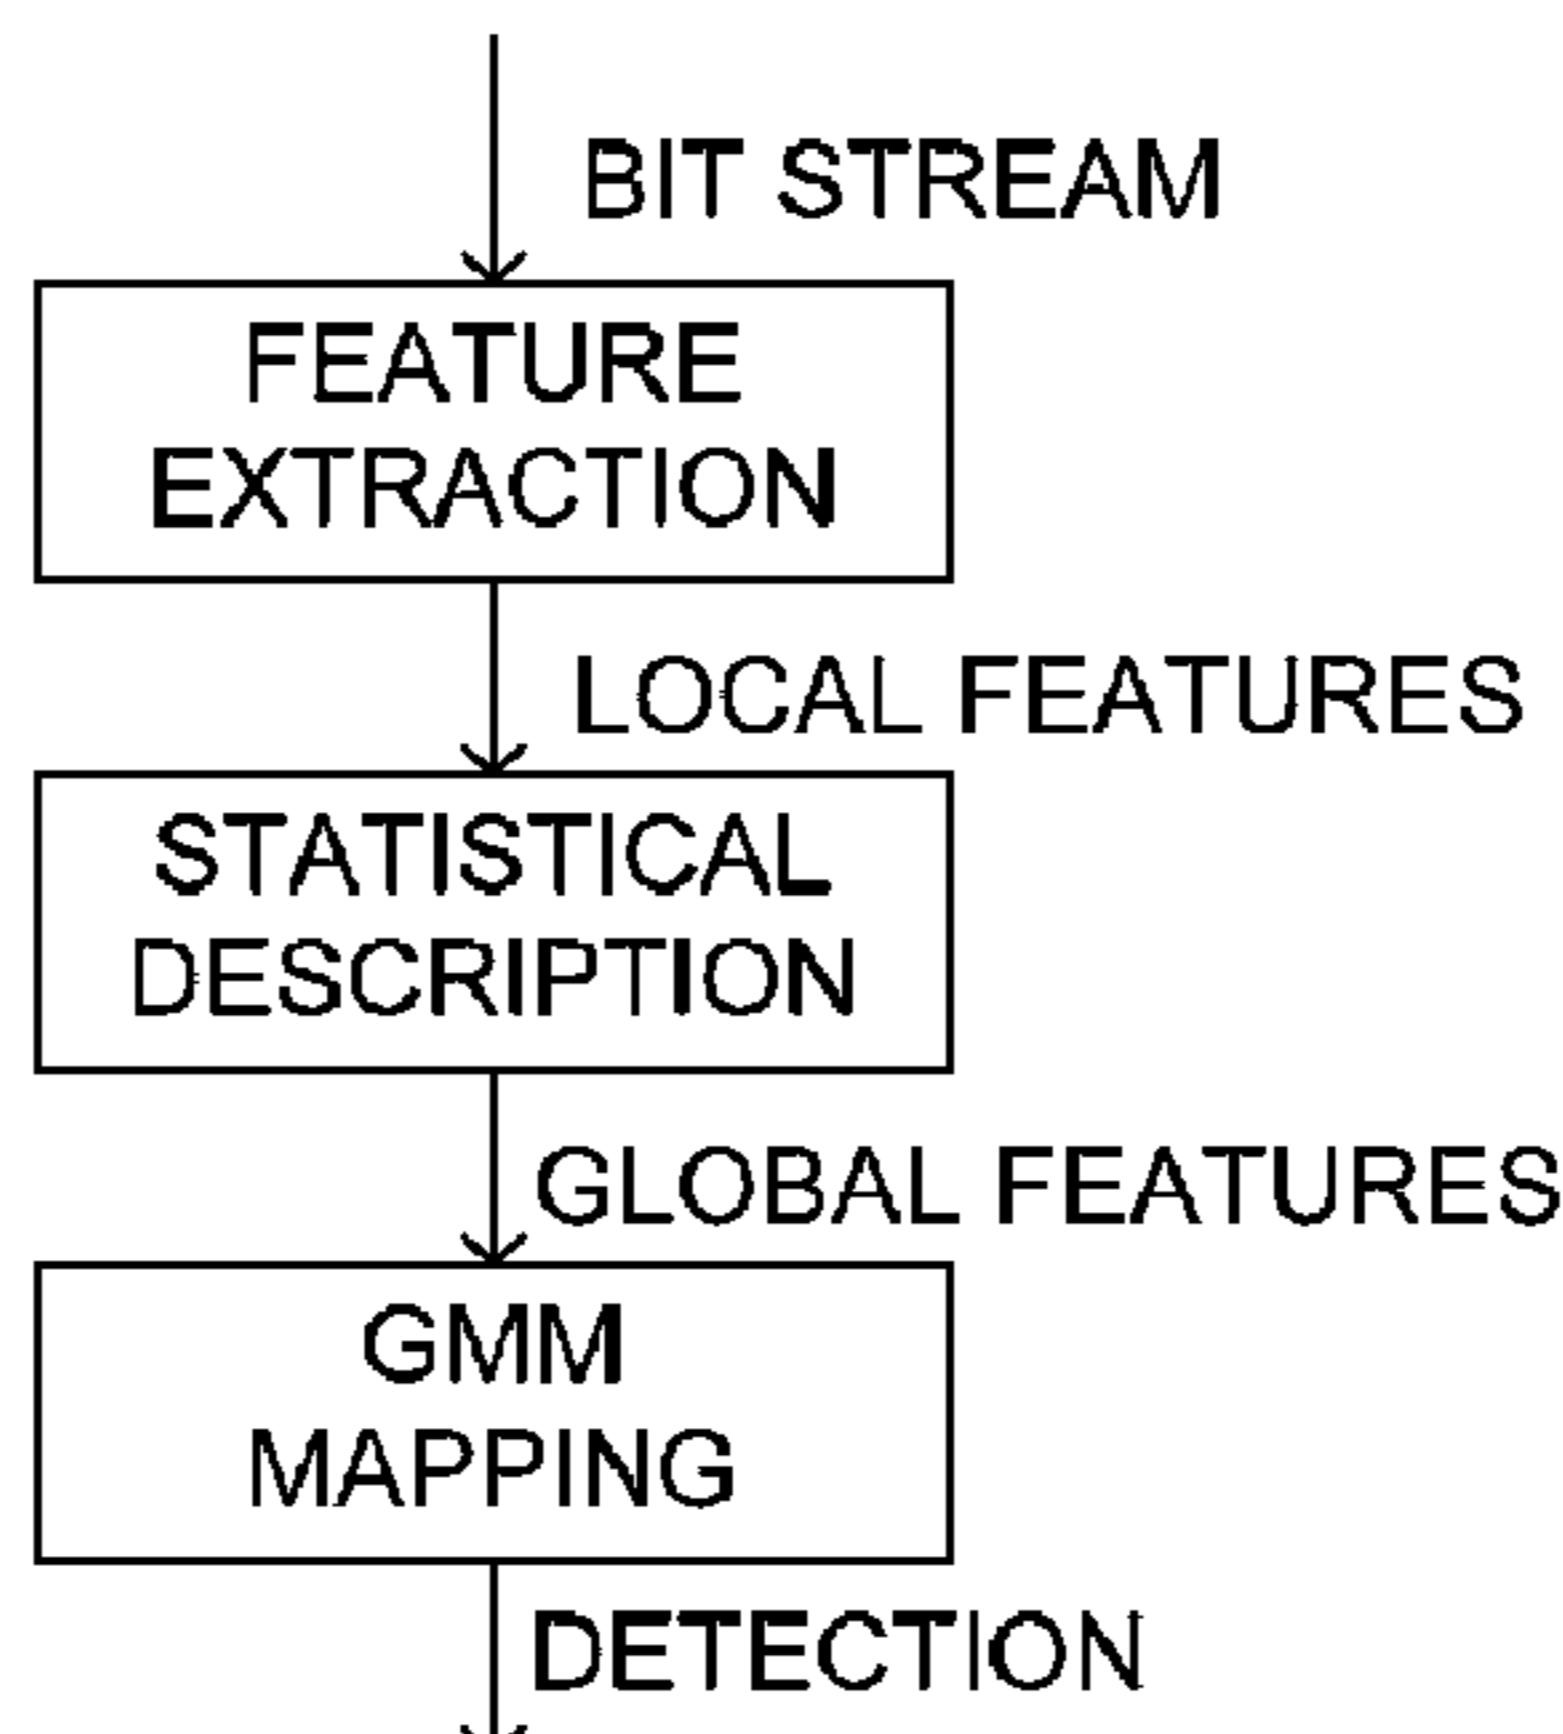 BIT STREAM
FEATURE
EXTRACTION
LOCAL FEATURES
STATISTICAL
DESCRIPTION
GLOBAL FEATURES
GMM
MAPPING
DETECTION